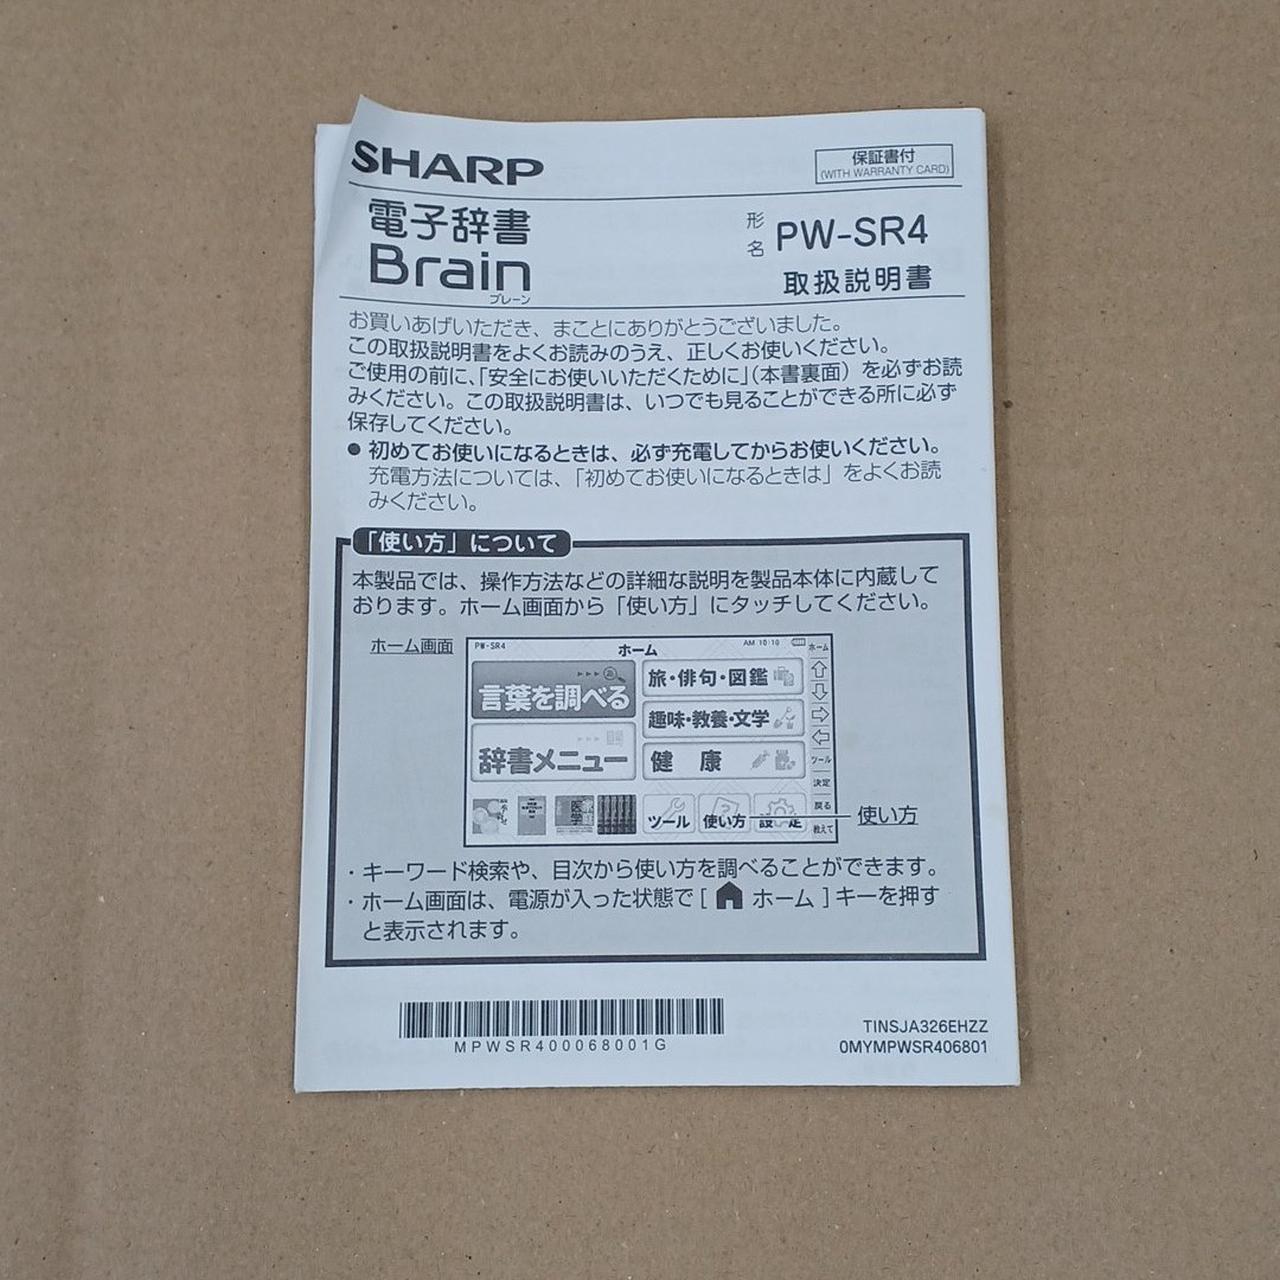 SHARP
保証書付
(WITH WARRANTY CARD)
電子辞書
Brain
ブレーン
形名 PW-SR4
取扱説明書
お買いあげいただき、まことにありがとうございました。
この取扱説明書をよくお読みのうえ、正しくお使いください。
ご使用の前に、「安全にお使いいただくために」(本書裏面)を必ずお読
みください。この取扱説明書は、いつでも見ることができる所に必ず
保存してください。
● 初めてお使いになるときは、必ず充電してからお使いください。
充電方法については、「初めてお使いになるときは」をよくお読
みください。
「使い方」について
本製品では、操作方法などの詳細な説明を製品本体に内蔵して
おります。ホーム画面から「使い方」にタッチしてください。
ホーム画面
PW-SR4
ホーム
AM 10:10
ホーム
言葉を調べる
旅・俳句・図鑑
趣味・教養・文学
辞書メニュー
健 康
ツール
決定
戻る
教えて
医学
ツール
使い方
設定
使い方
・キーワード検索や、目次から使い方を調べることができます。
・ホーム画面は、電源が入った状態で[ ホーム ]キーを押す
と表示されます。
MPWSR400068001G
TINSJA326EHZZ
0MYMPWSR406801